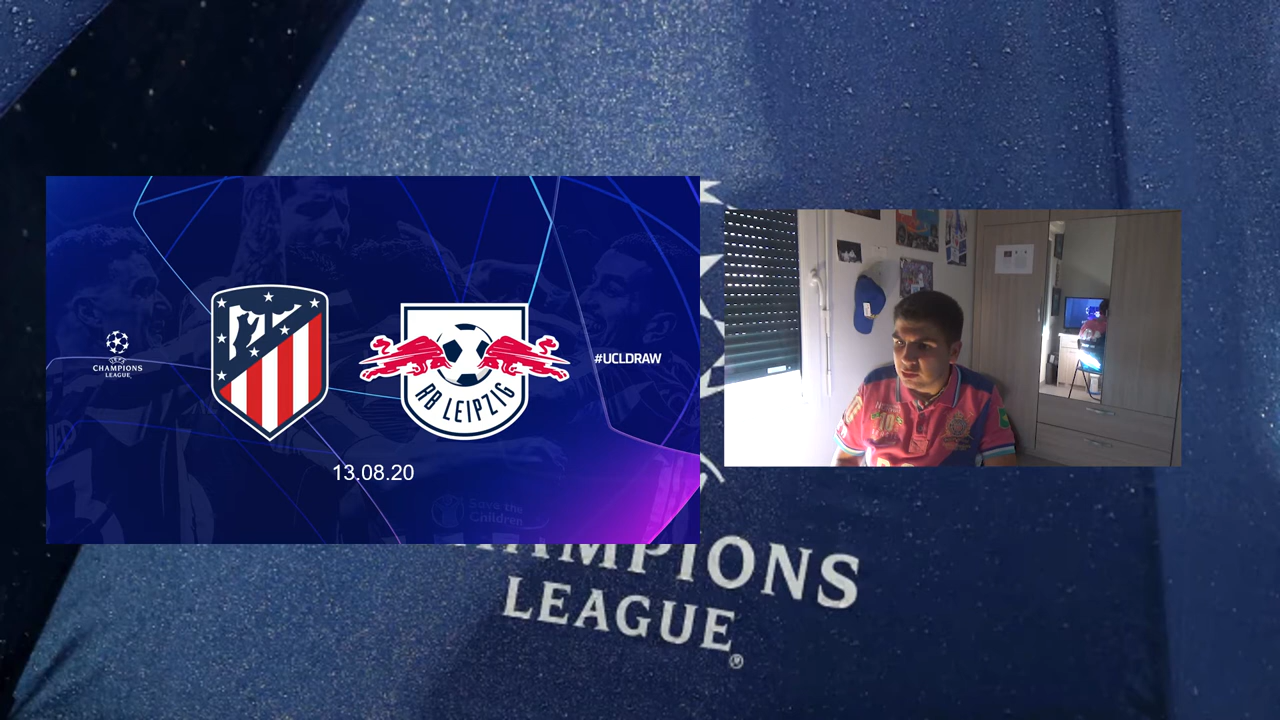 CHAMPIONS
LEAGUE
RB LEIPZIG
#UCLDRAW
13.08.20
Save the
Children
CHAMPIONS
LEAGUE